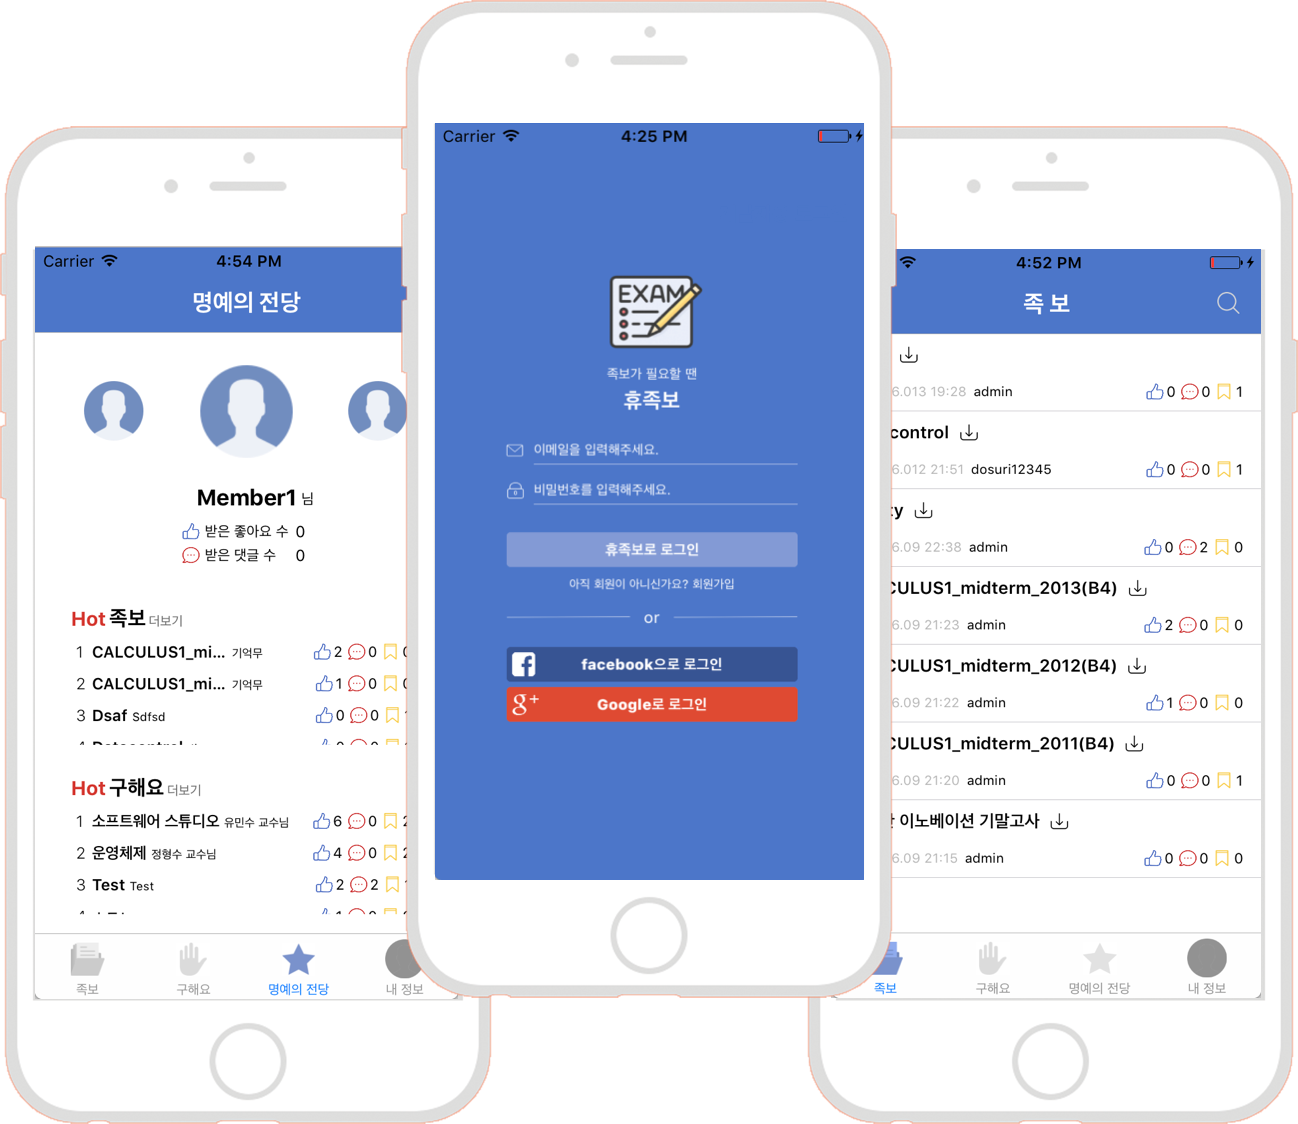 Carrier
4:54 PM
명예의 전당
Member1 님
받은 좋아요 수 0
받은 댓글 수 0
Hot 족보 더보기
1 CALCULUS1_mi... 기억무 2 0
2 CALCULUS1_mi... 기억무 1 0
3 Dsaf Sdfsd 0 0
Hot 구해요 더보기
1 소프트웨어 스튜디오 유민수 교수님 6 0
2 운영체제 정형수 교수님 4 0
3 Test Test 2 2
족보
구해요
명예의 전당
내 정보
Carrier
4:25 PM
EXAM
족보가 필요할 땐
휴족보
이메일을 입력해주세요.
비밀번호를 입력해주세요.
휴족보로 로그인
아직 회원이 아니신가요? 회원가입
or
facebook으로 로그인
g+ Google로 로그인
4:52 PM
족 보
6.013 19:28 admin 0 0 1
control
6.012 21:51 dosuri12345 0 0 1
ty
6.09 22:38 admin 0 2 0
CULUS1_midterm_2013(B4)
6.09 21:23 admin 2 0 0
CULUS1_midterm_2012(B4)
6.09 21:22 admin 1 0 0
CULUS1_midterm_2011(B4)
6.09 21:20 admin 0 0 1
이노베이션 기말고사
6.09 21:15 admin 0 0 0
족보
구해요
명예의 전당
내 정보